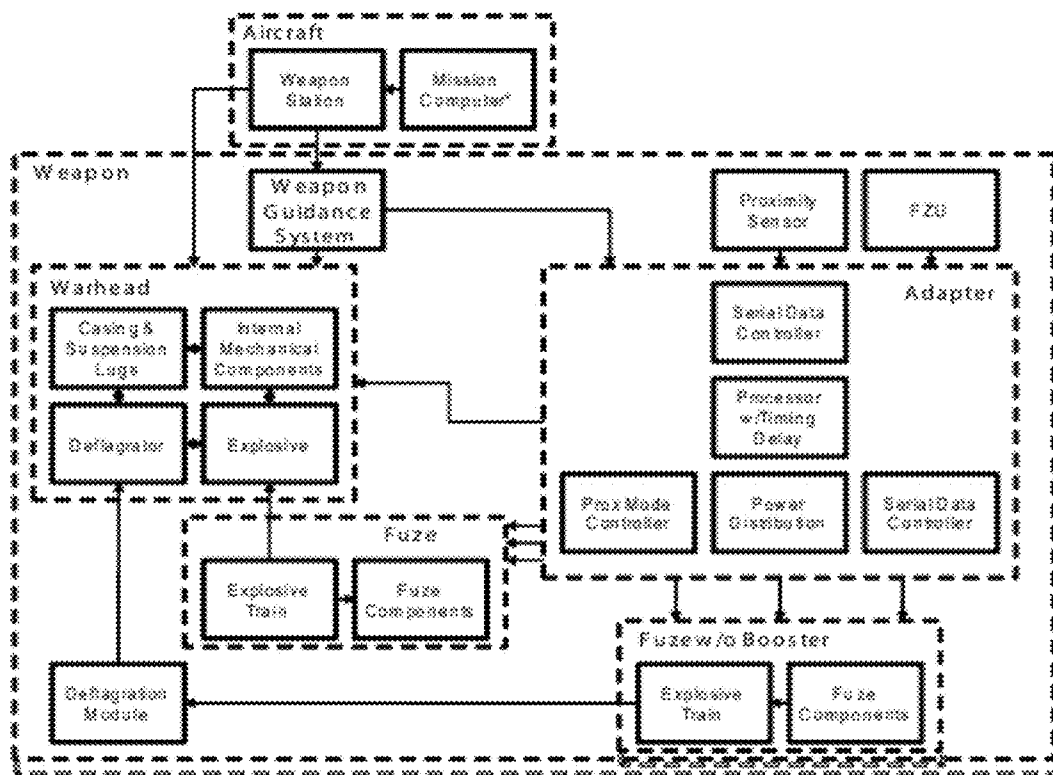 Aircraft
Weapon
Station
Mission
Computer*
Weapon
Weapon
Guidance
System
Proximity
Sensor
FZU
Warhead
Adapter
Casing &
Suspension
Lugs
Internal
Mechanical
Components
Serial Data
Controller
Deflagrator
Explosive
Processor
w/Timing
Delay
Prox Mode
Controller
Power
Distribution
Serial Data
Controller
Fuze
Explosive
Train
Fuze
Components
Fuze w/o Booster
Deflagration
Module
Explosive
Train
Fuze
Components